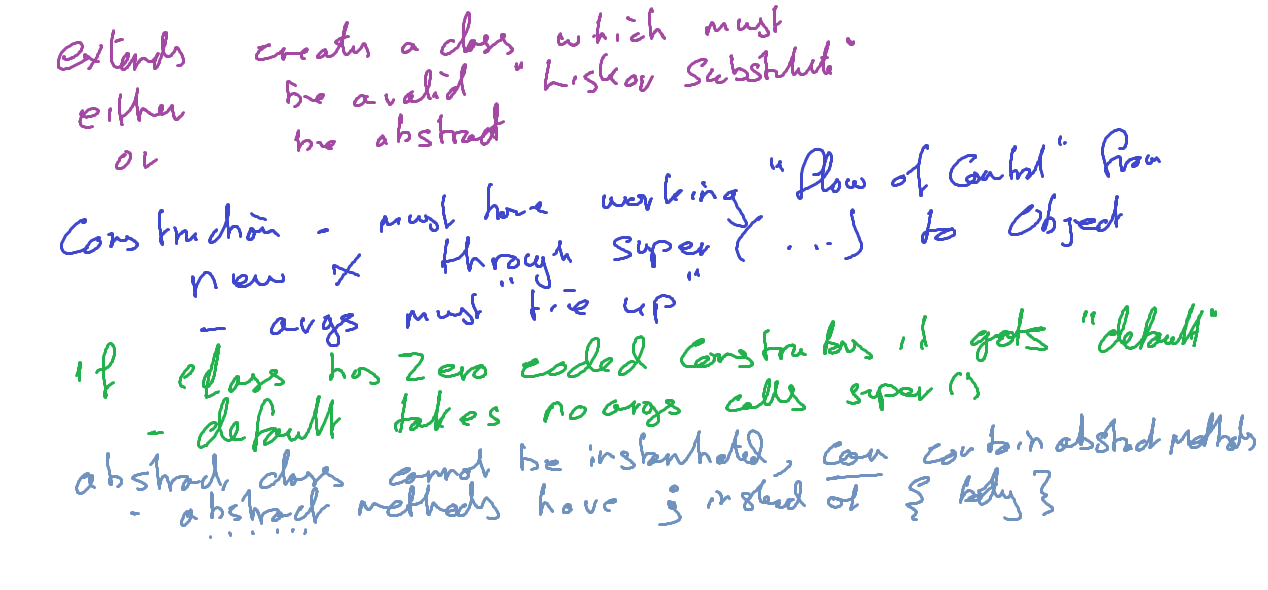 extends creates a class which must
either be a valid "Liskov Substitute"
or be abstract
Construction - must have working "flow of Control" from
new X through super(...) to Object
- args must "tie up"
if class has Zero coded Constructors it gets "default"
- default takes no args calls super()
abstract class cannot be instantiated, can contain abstract methods
- abstract methods have ; instead of { body }